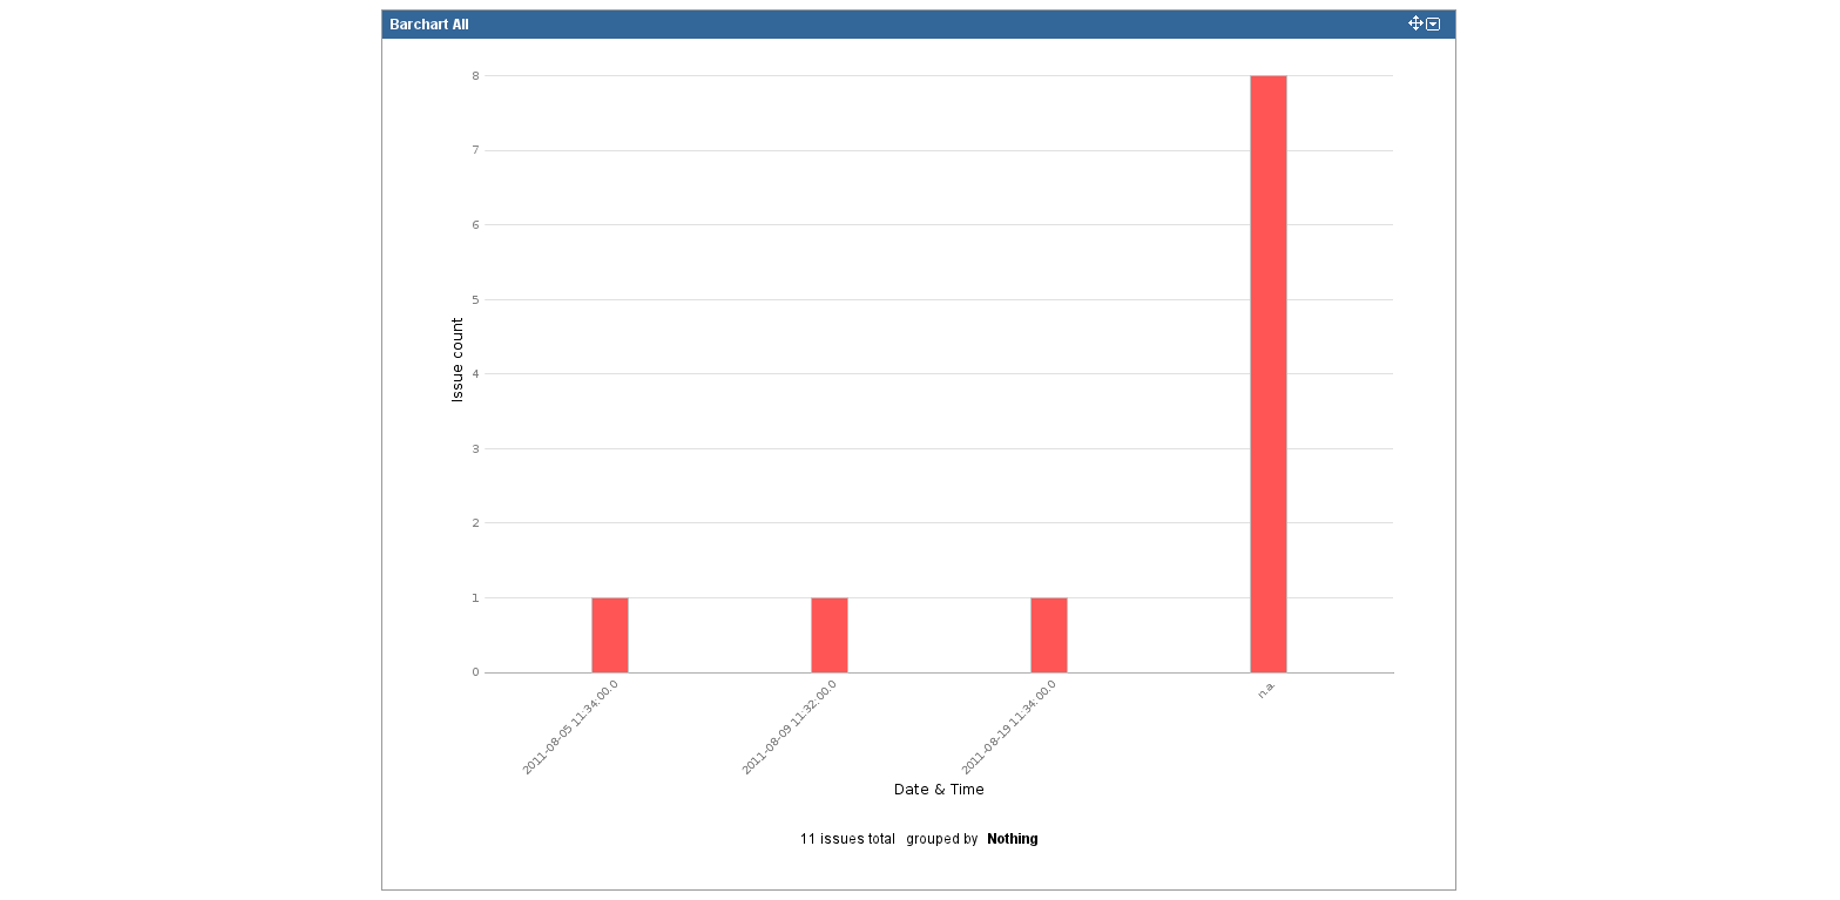 Barchart All
8
7
6
5
4
3
2
1
0
Issue count
2011-08-05 11:34:00.0
2011-08-09 11:32:00.0
2011-08-19 11:34:00.0
n.a.
Date & Time
11 issues total grouped by Nothing